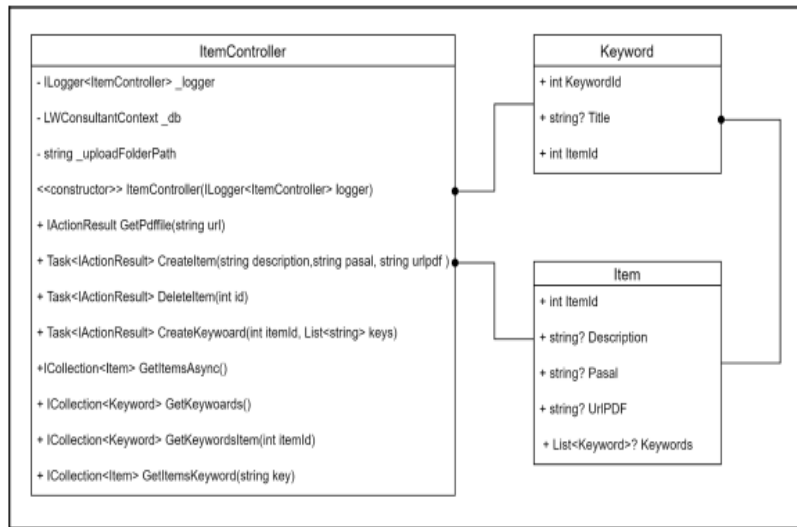 ItemController
- ILogger<ItemController> _logger
- LWConsultantContext _db
- string _uploadFolderPath
<<constructor>> ItemController(ILogger<ItemController> logger)
+ IActionResult GetPdffile(string url)
+ Task<IActionResult> CreateItem(string description,string pasal, string urlpdf )
+ Task<IActionResult> DeleteItem(int id)
+ Task<IActionResult> CreateKeywoard(int itemId, List<string> keys)
+ICollection<Item> GetItemsAsync()
+ ICollection<Keyword> GetKeywoards()
+ ICollection<Keyword> GetKeywordsItem(int itemId)
+ ICollection<Item> GetItemsKeyword(string key)
Keyword
+ int KeywordId
+ string? Title
+ int ItemId
Item
+ int ItemId
+ string? Description
+ string? Pasal
+ string? UrlPDF
+ List<Keyword>? Keywords